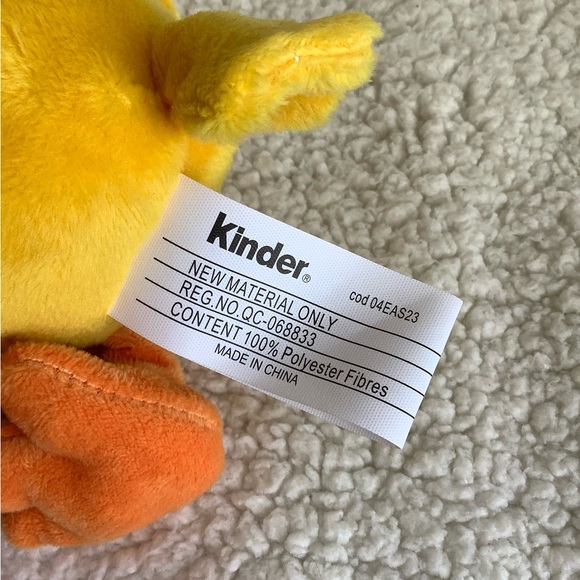 Kinder®
cod 04EAS23
NEW MATERIAL ONLY
REG.NO.QC-068833
CONTENT 100% Polyester Fibres
MADE IN CHINA